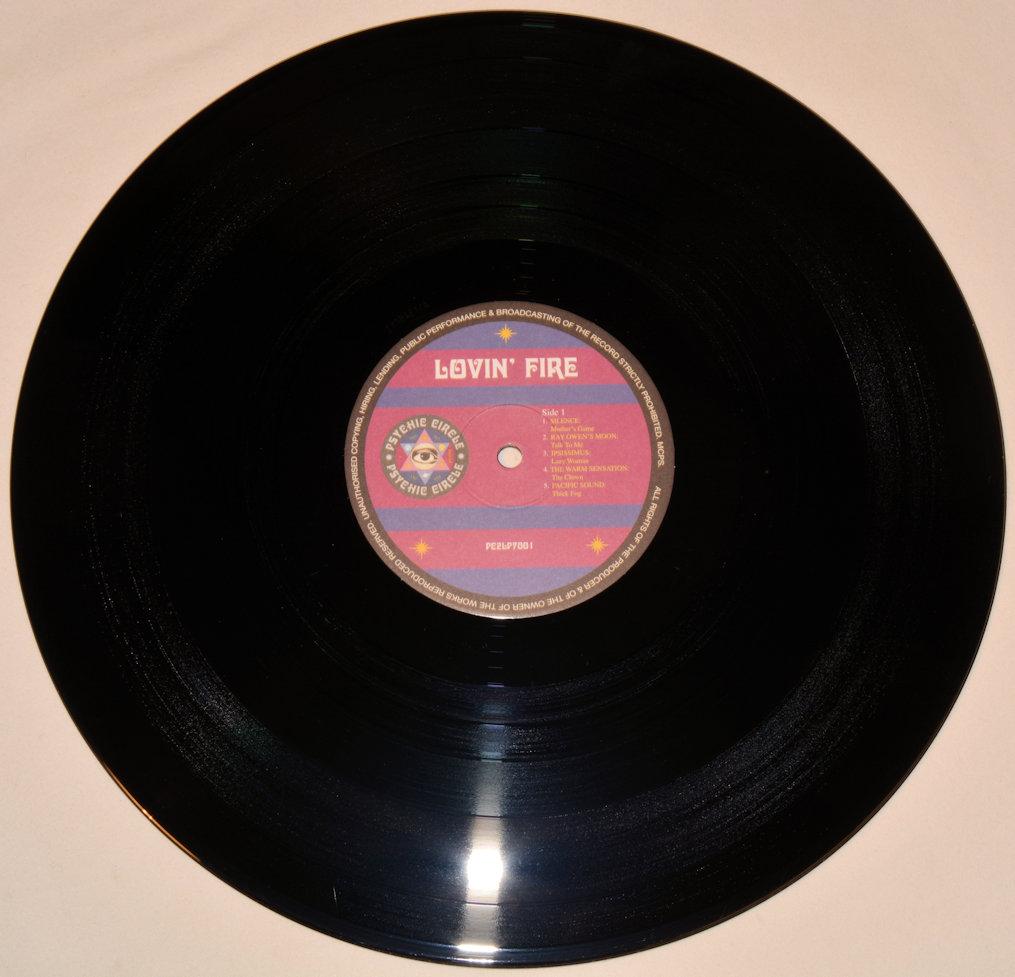 UNAUTHORISED COPYING, HIRING, LENDING, PUBLIC PERFORMANCE & BROADCASTING OF THE RECORD STRICTLY PROHIBITED. MCPS.
ALL RIGHTS OF THE PRODUCER & OF THE OWNER OF THE WORKS REPRODUCED RESERVED.
LOVIN' FIRE
PSYCHIC CIRCLE
PSYCHIC CIRCLE
Side 1
1. SILENCE:
Mother's Game
2. RAY OWEN'S MOON:
Talk To Me
3. IPSISSIMUS:
Lazy Woman
4. THE WARM SENSATION:
The Clown
5. PACIFIC SOUND:
Thick Fog
PC2LP7001